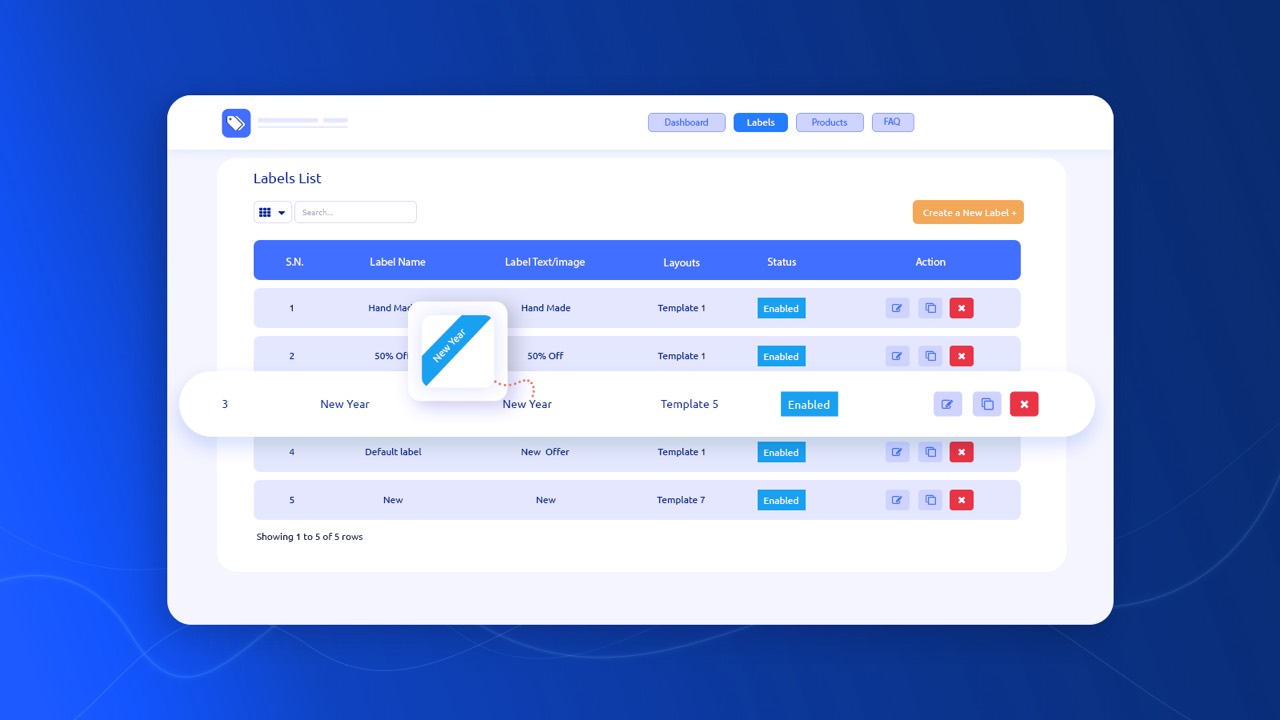 Dashboard Labels Products FAQ
Labels List
Search...
Create a New Label +
S.N. Label Name Label Text/image Layouts Status Action
1 Hand Made Template 1 Enabled
2 50% Off Template 1 Enabled
New Year
3 New Year New Year Template 5 Enabled
4 Default label New Offer Template 1 Enabled
5 New New Template 7 Enabled
Showing 1 to 5 of 5 rows